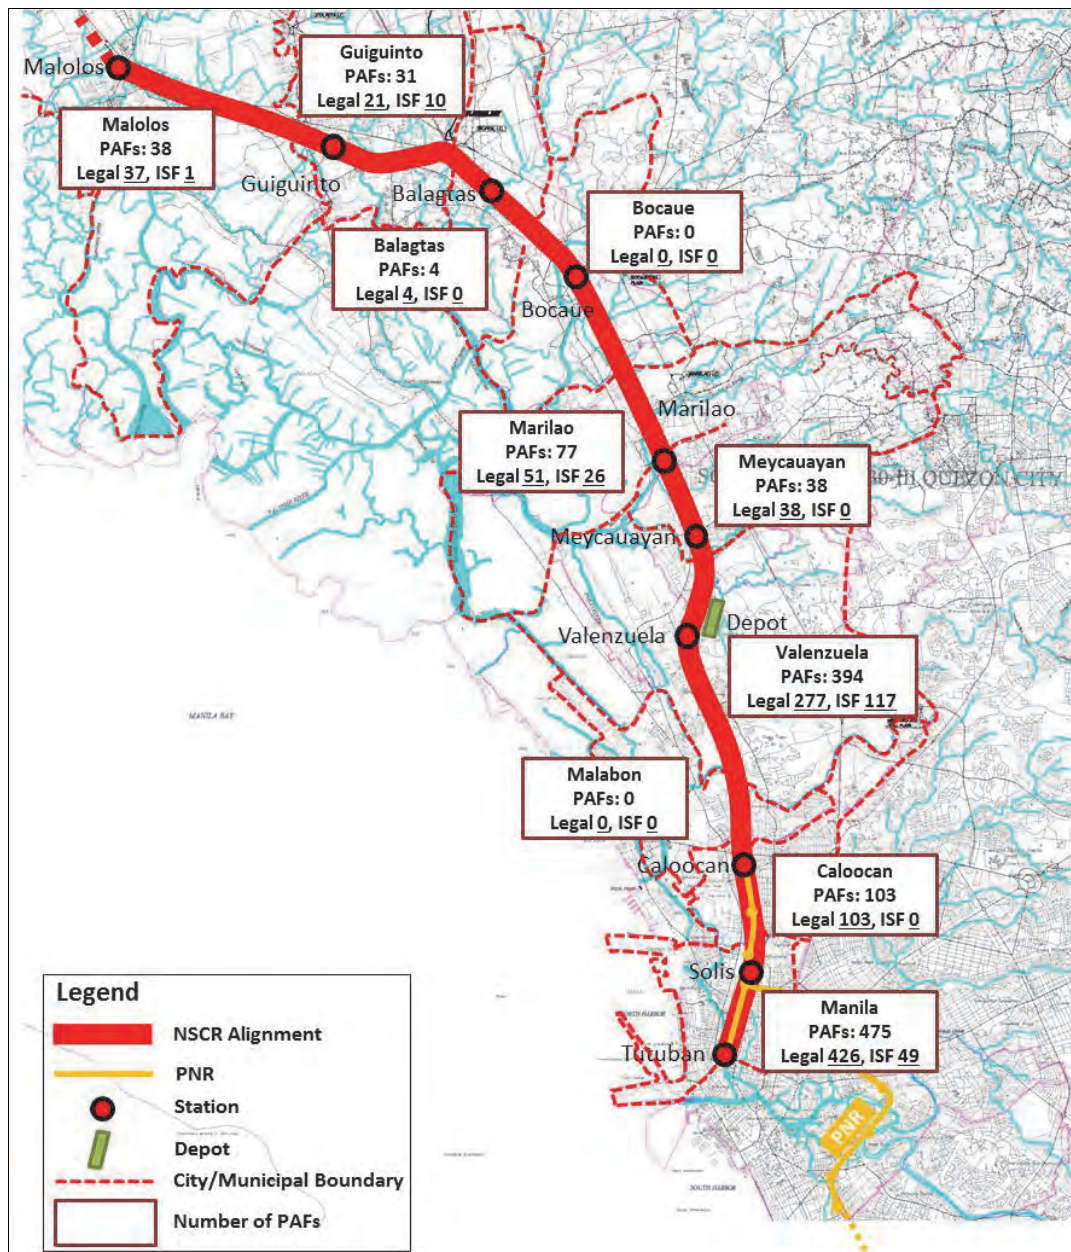 Malolos
Guiguinto
PAFs: 31
Legal 21, ISF 10
Malolos
PAFs: 38
Legal 37, ISF 1
Guiguinto
Balagtas
Bocaue
PAFs: 0
Legal 0, ISF 0
Balagtas
PAFs: 4
Legal 4, ISF 0
Bocaue
Marilao
Marilao
PAFs: 77
Legal 51, ISF 26
Meycauayan
PAFs: 38
Legal 38, ISF 0
QUEZON CITY
Meycauayan
Depot
Valenzuela
Valenzuela
PAFs: 394
Legal 277, ISF 117
MANILA BAY
Malabon
PAFs: 0
Legal 0, ISF 0
Caloocan
Caloocan
PAFs: 103
Legal 103, ISF 0
Solis
Manila
PAFs: 475
Legal 426, ISF 49
NORTH HARBOR
Tutuban
PNR
SOUTH HARBOR
Legend
NSCR Alignment
PNR
Station
Depot
City/Municipal Boundary
Number of PAFs